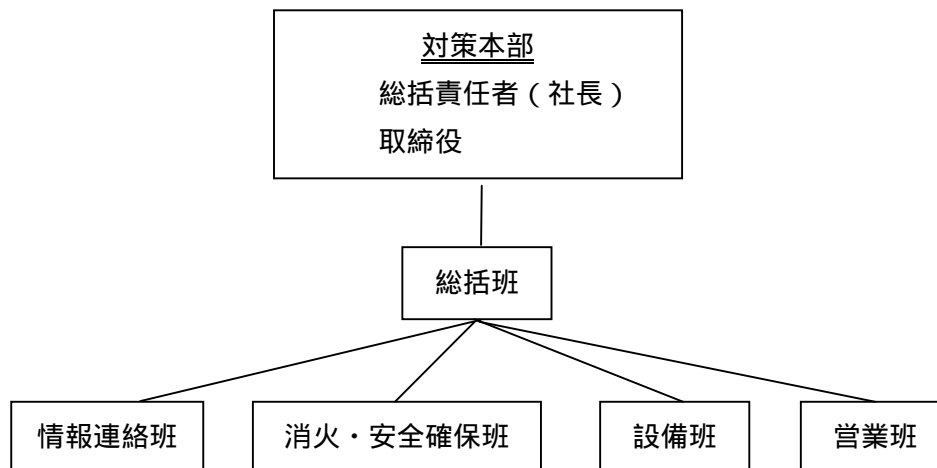 対策本部
総括責任者(社長)
取締役
総括班
情報連絡班
消火・安全確保班
設備班
営業班